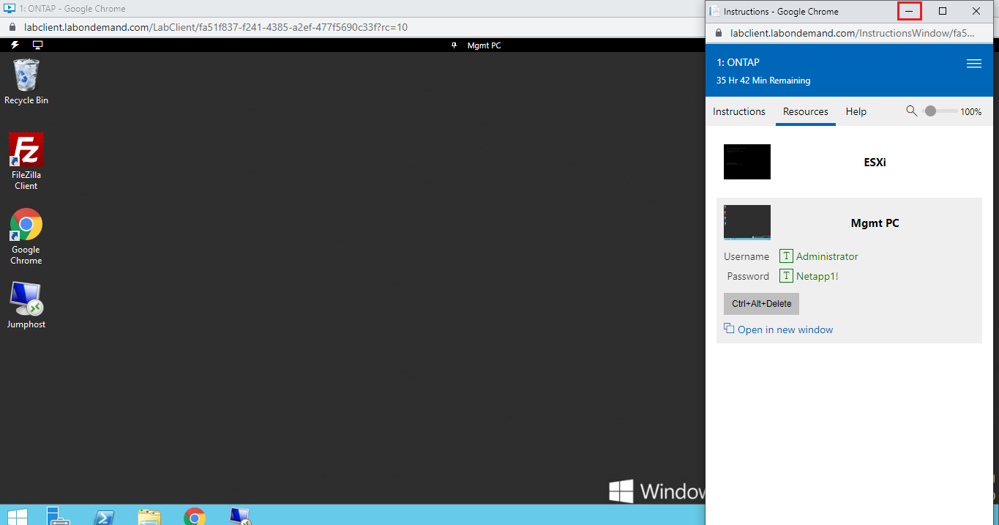 1: ONTAP - Google Chrome
labclient.labondemand.com/LabClient/fa51f837-f241-4385-a2ef-477f5690c33f?rc=10
Mgmt PC
Recycle Bin
FileZilla
Client
Google
Chrome
Jumphost
Window
Instructions - Google Chrome
labclient.labondemand.com/InstructionsWindow/fa5...
1: ONTAP
35 Hr 42 Min Remaining
Instructions Resources Help 100%
ESXi
Mgmt PC
Username T Administrator
Password T Netapp1!
Ctrl+Alt+Delete
Open in new window